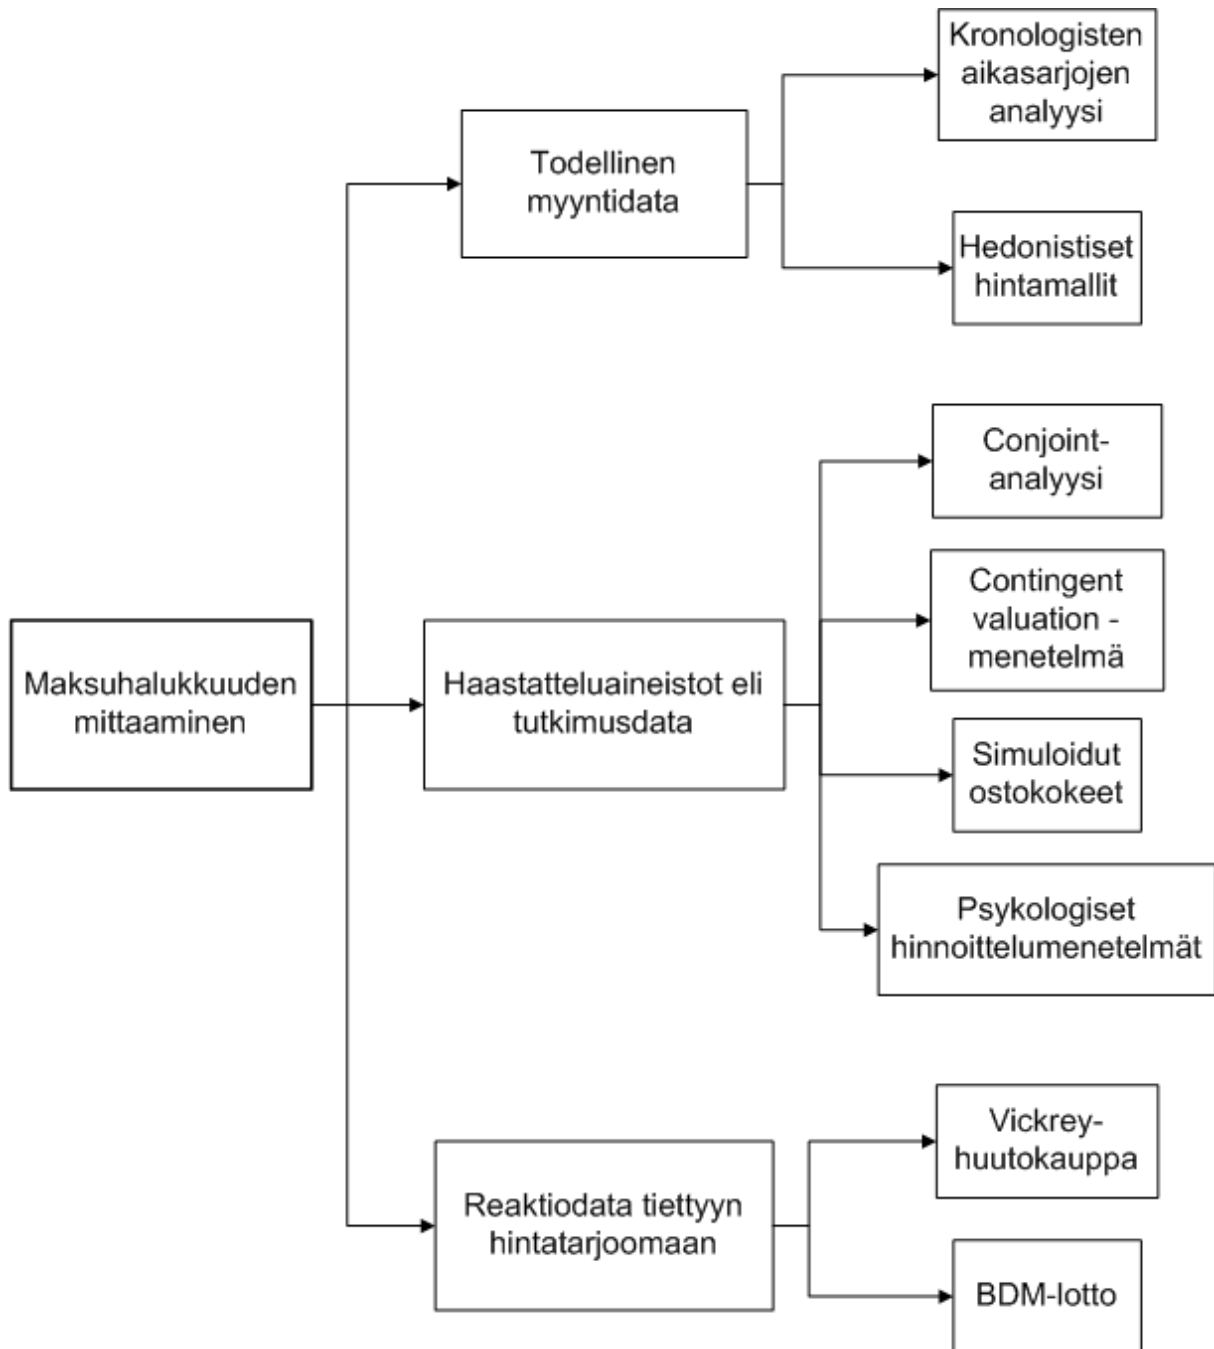 Kronologisten
aikasarjojen
analyysi
Todellinen
myyntidata
Hedonistiset
hintamallit
Conjoint-
analyysi
Contingent
valuation -
menetelmä
Maksuhalukkuuden
mittaaminen
Haastatteluaineistot eli
tutkimusdata
Simuloidut
ostokokeet
Psykologiset
hinnoittelumenetelmät
Vickrey-
huutokauppa
Reaktiodata tiettyyn
hintatarjoomaan
BDM-lotto